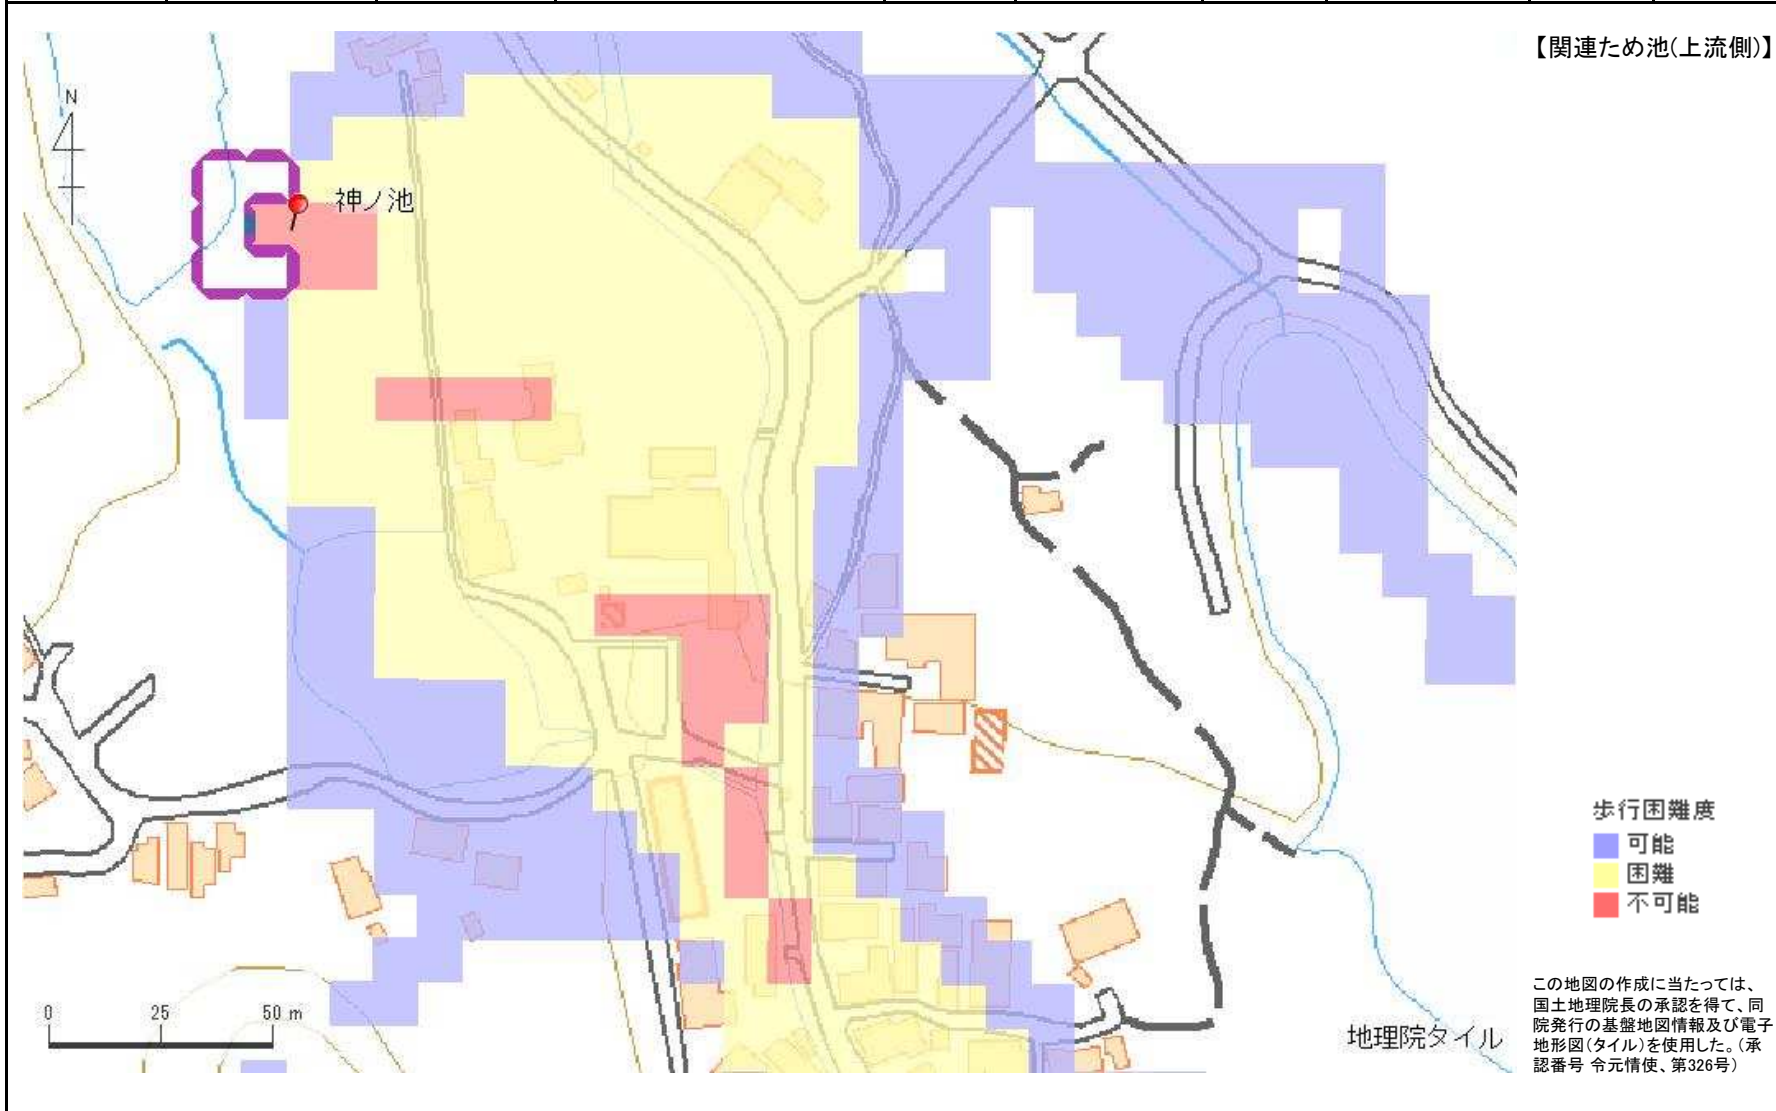 【関連ため池(上流側)】
N
神ノ池
歩行困難度
可能
困難
不可能
0 25 50 m
地理院タイル
この地図の作成に当たっては、
国土地理院長の承認を得て、同
院発行の基盤地図情報及び電子
地形図(タイル)を使用した。(承
認番号 令元情使、第326号)